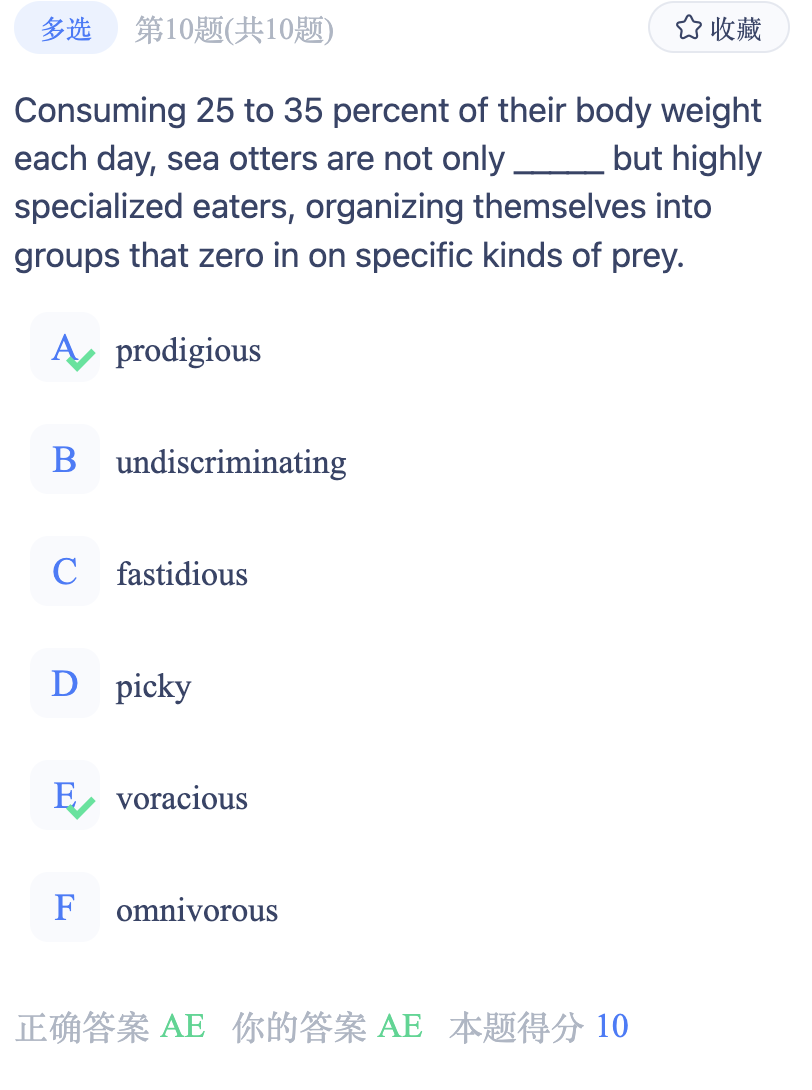 多选 第10题(共10题) 收藏
Consuming 25 to 35 percent of their body weight
each day, sea otters are not only _____ but highly
specialized eaters, organizing themselves into
groups that zero in on specific kinds of prey.
A prodigious
B undiscriminating
C fastidious
D picky
E voracious
F omnivorous
正确答案 AE 你的答案 AE 本题得分 10